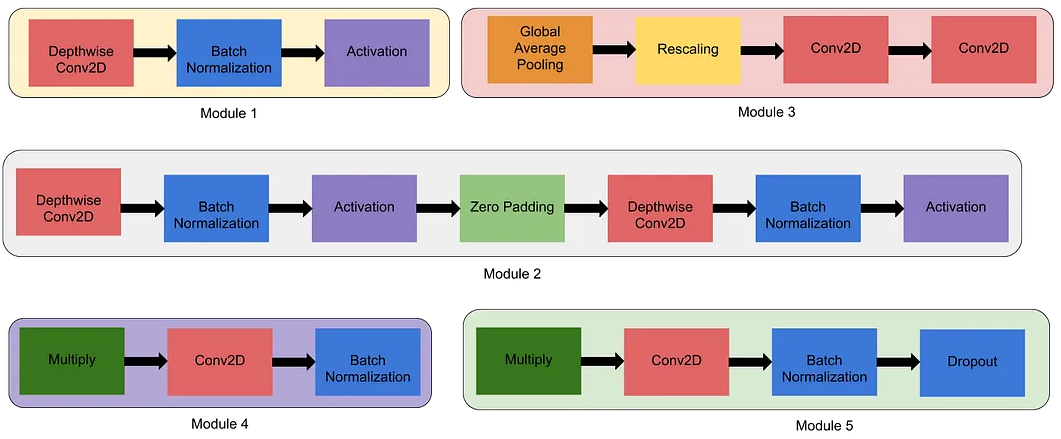 Depthwise
Conv2D
Batch
Normalization
Activation
Module 1
Global
Average
Pooling
Rescaling
Conv2D
Conv2D
Module 3
Depthwise
Conv2D
Batch
Normalization
Activation
Zero Padding
Depthwise
Conv2D
Batch
Normalization
Activation
Module 2
Multiply
Conv2D
Batch
Normalization
Module 4
Multiply
Conv2D
Batch
Normalization
Dropout
Module 5